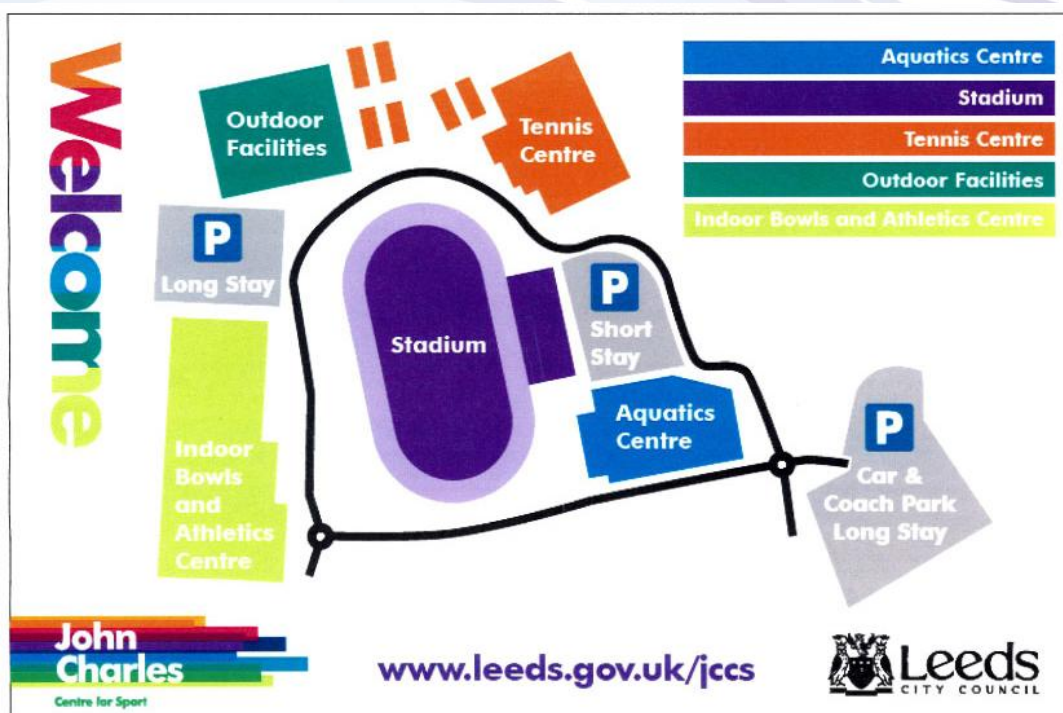 Welcome
Outdoor
Facilities
Tennis
Centre
Aquatics Centre
Stadium
Tennis Centre
Outdoor Facilities
Indoor Bowls and Athletics Centre
P
Long Stay
Stadium
P
Short
Stay
Aquatics
Centre
P
Car &
Coach Park
Long Stay
Indoor
Bowls
and
Athletics
Centre
John
Charles
Centre for Sport
www.leeds.gov.uk/jccs
Leeds
CITY COUNCIL